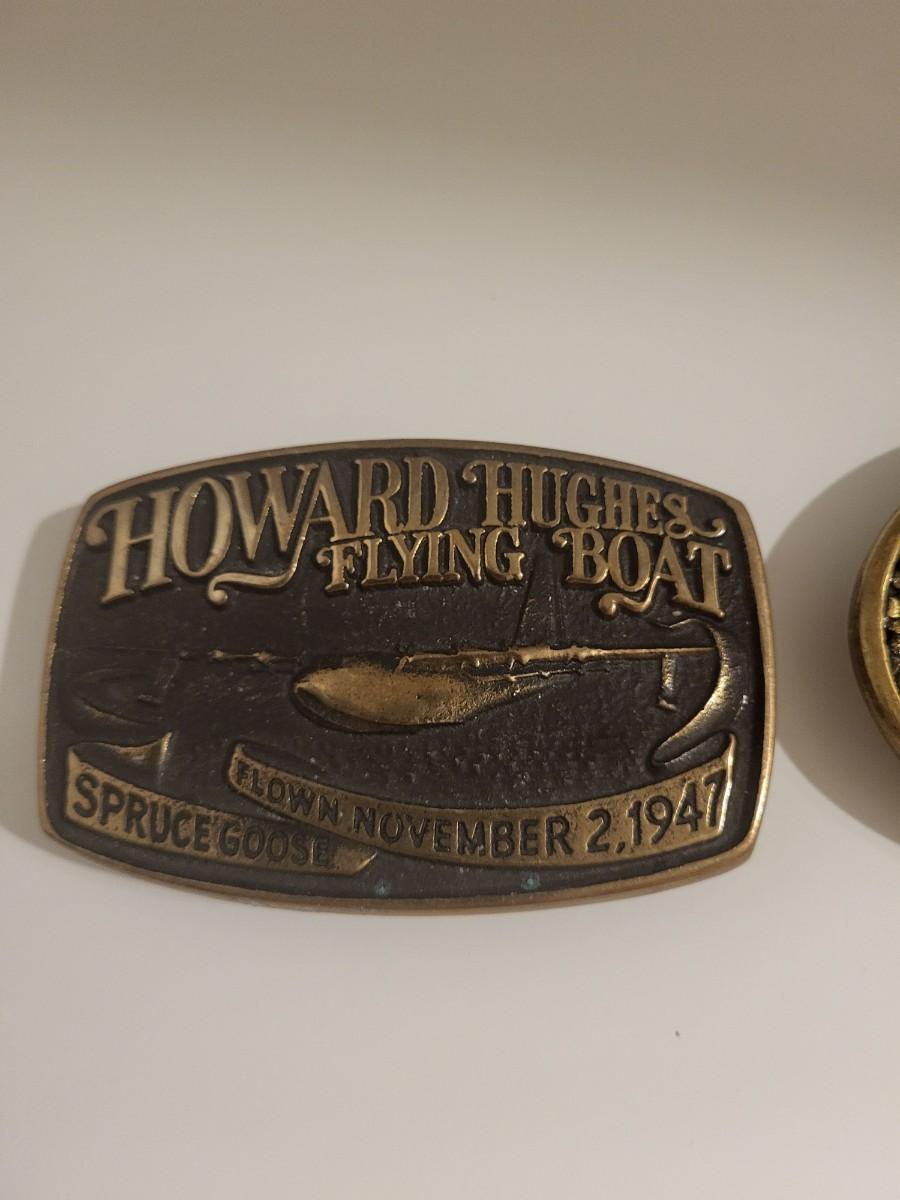 HOWARD HUGHES
FLYING BOAT
SPRUCE GOOSE
FLOWN NOVEMBER 2, 1947